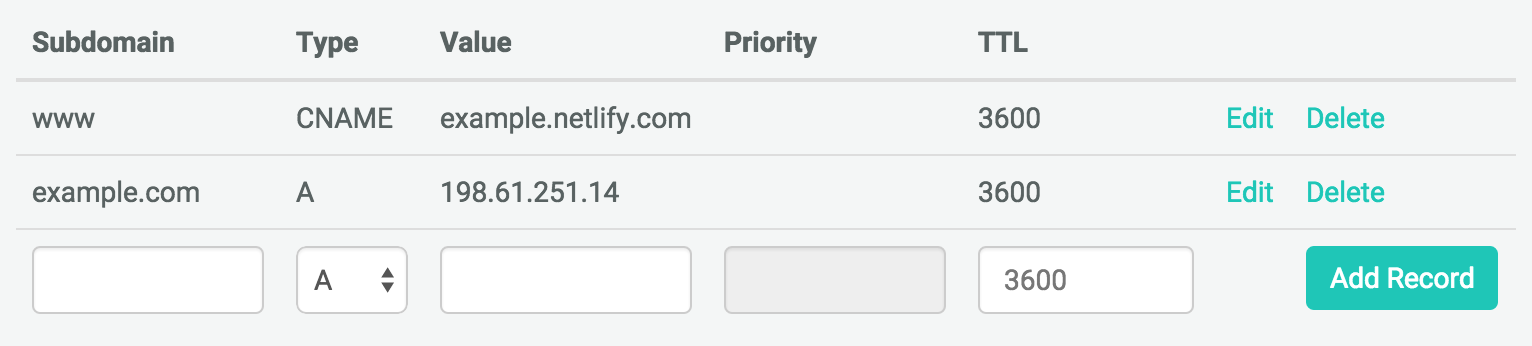 Subdomain Type Value Priority TTL
www CNAME example.netlify.com 3600 Edit Delete
example.com A 198.61.251.14 3600 Edit Delete
A 3600 Add Record